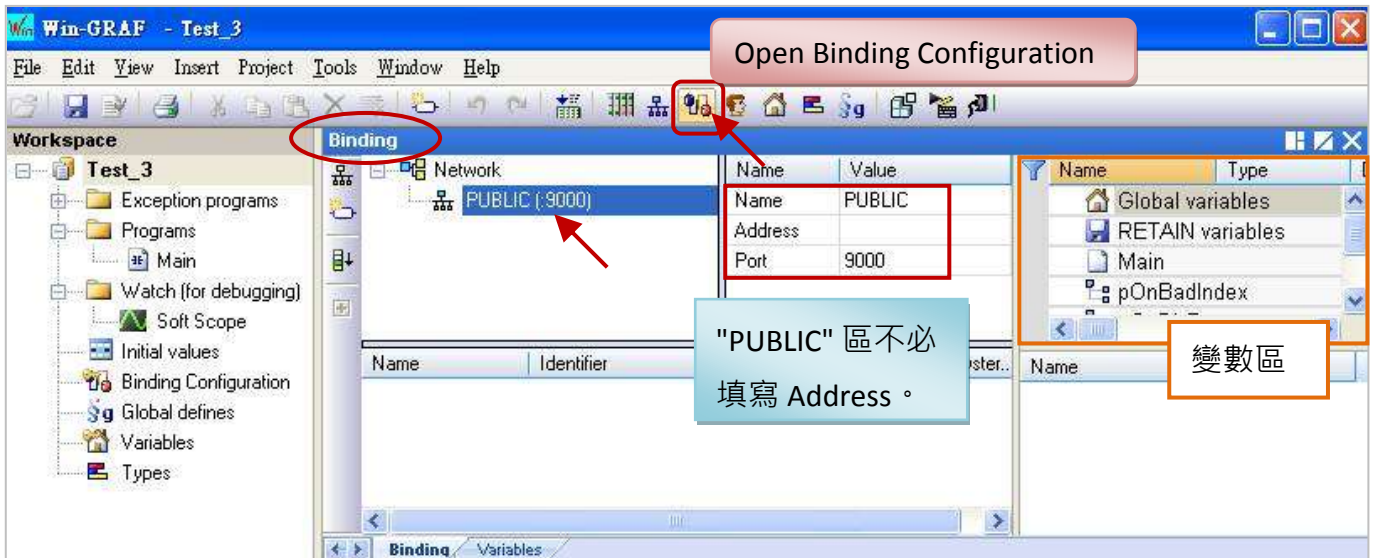 Win-GRAF - Test_3
Open Binding Configuration
File Edit View Insert Project Tools Window Help
Workspace
Test_3
Exception programs
Programs
Main
Watch (for debugging)
Soft Scope
Initial values
Binding Configuration
Global defines
Variables
Types
Binding
Network
PUBLIC (:9000)
Name Value
Name PUBLIC
Address
Port 9000
"PUBLIC" 區不必
填寫 Address。
Name Type
Global variables
RETAIN variables
Main
pOnBadIndex
變數區
Name Identifier
Name
Binding Variables